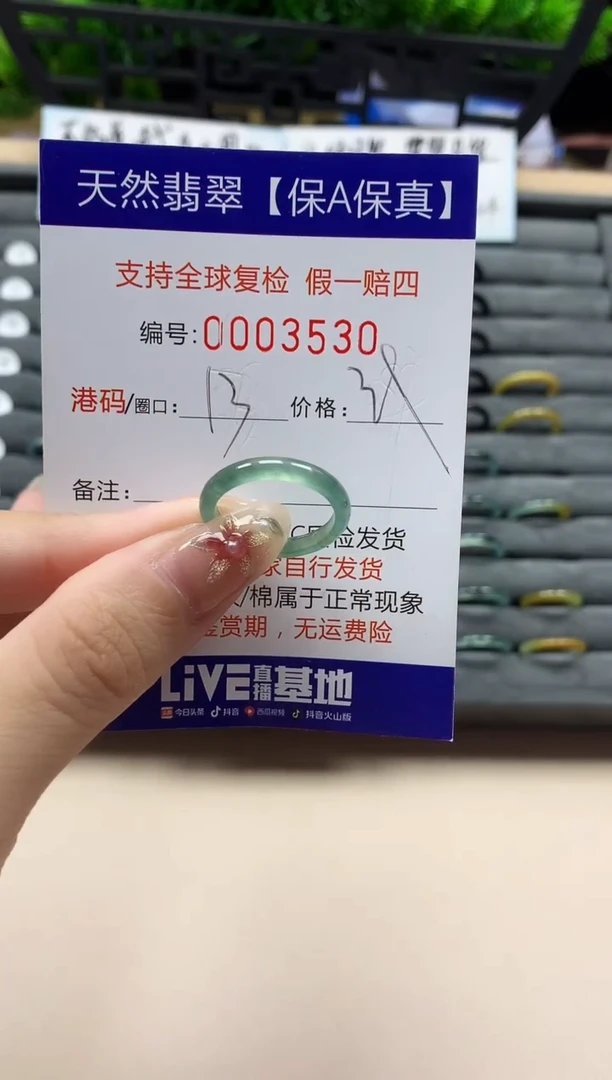 天然翡翠【保A保真】
支持全球复检 假一赔四
编号:0003530
港码/圈口: 13 价格:
备注:
质检发货
家自行发货
/棉属于正常现象
鉴赏期，无运费险
LiVE直播基地
今日头条 抖音 西瓜视频 抖音火山版